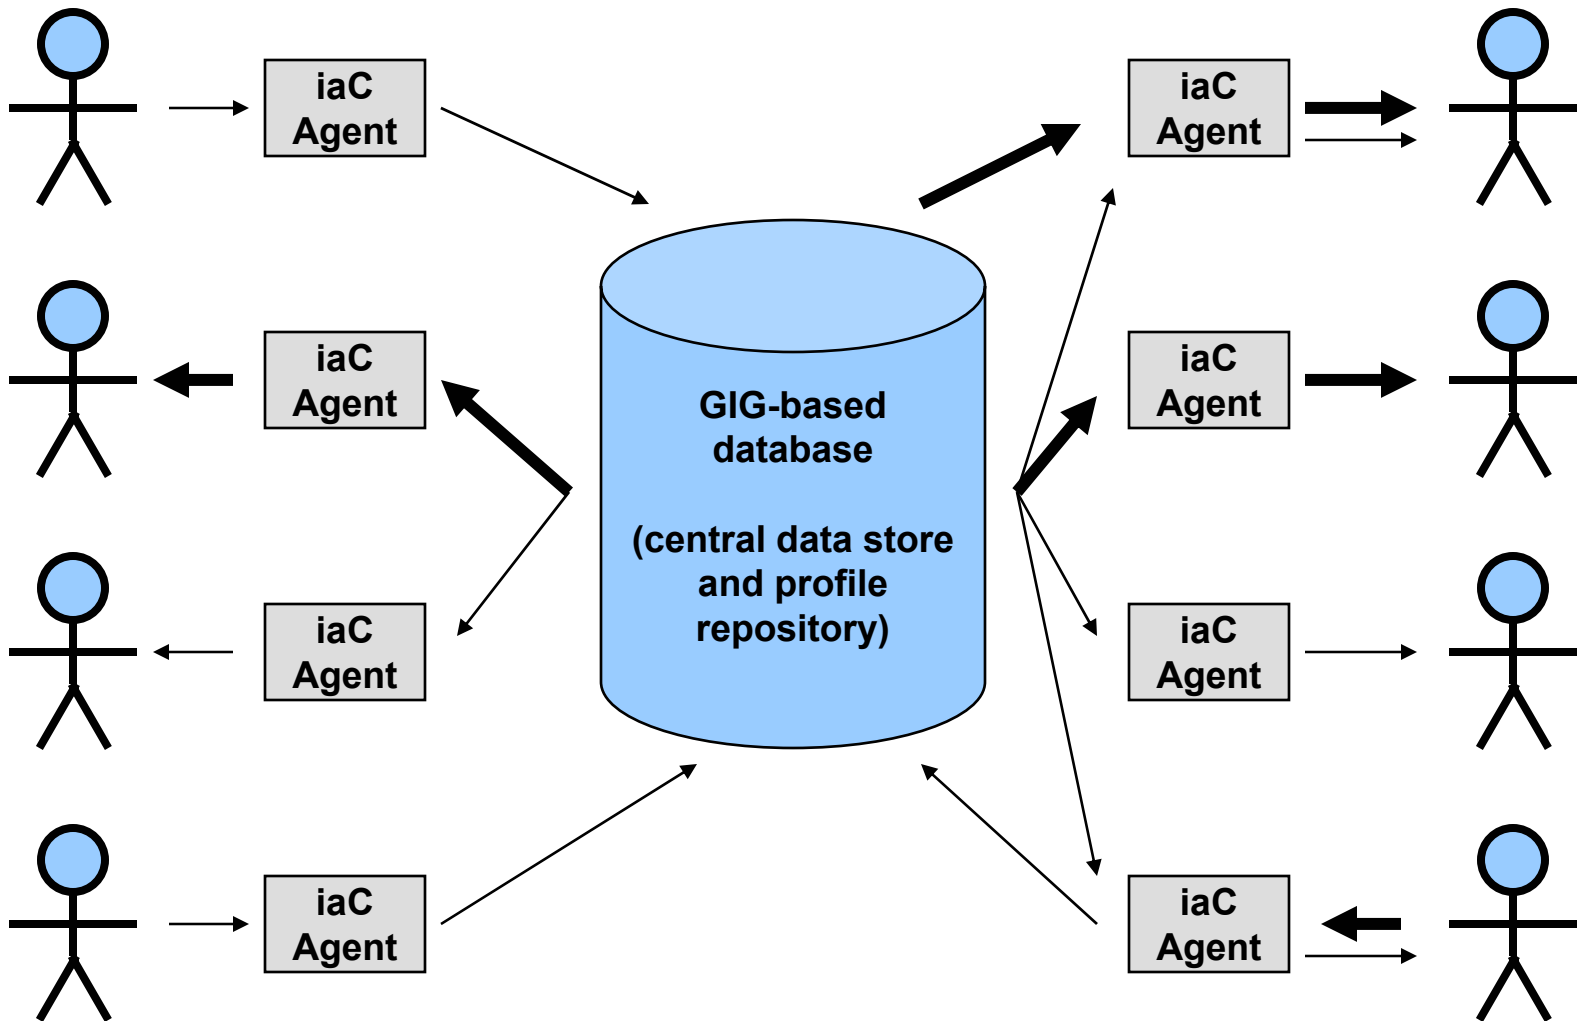 iaC
Agent
iaC
Agent
iaC
Agent
iaC
Agent
GIG-based
database
(central data store
and profile
repository)
iaC
Agent
iaC
Agent
iaC
Agent
iaC
Agent